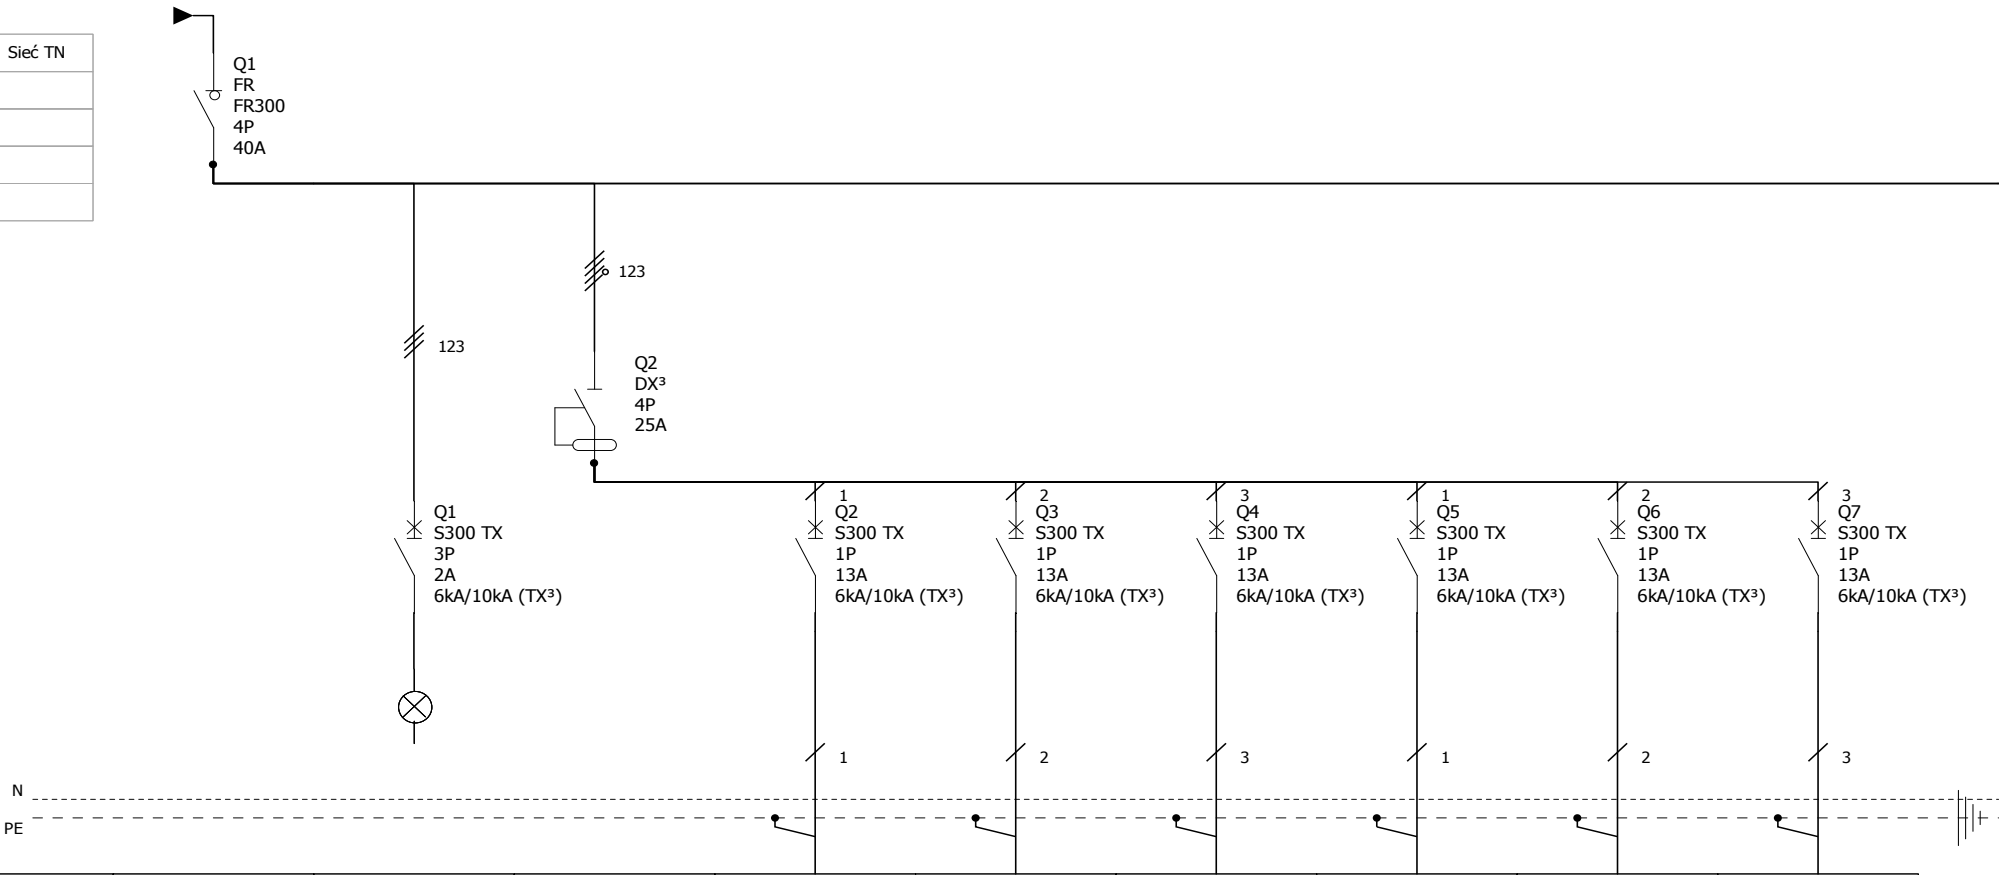 Sieć TN
Q1
FR
FR300
4P
40A
123
123
Q2
DX³
4P
25A
Q1
S300 TX
3P
2A
6kA/10kA (TX³)
1
Q2
S300 TX
1P
13A
6kA/10kA (TX³)
2
Q3
S300 TX
1P
13A
6kA/10kA (TX³)
3
Q4
S300 TX
1P
13A
6kA/10kA (TX³)
1
Q5
S300 TX
1P
13A
6kA/10kA (TX³)
2
Q6
S300 TX
1P
13A
6kA/10kA (TX³)
3
Q7
S300 TX
1P
13A
6kA/10kA (TX³)
1
2
3
1
2
3
N
PE